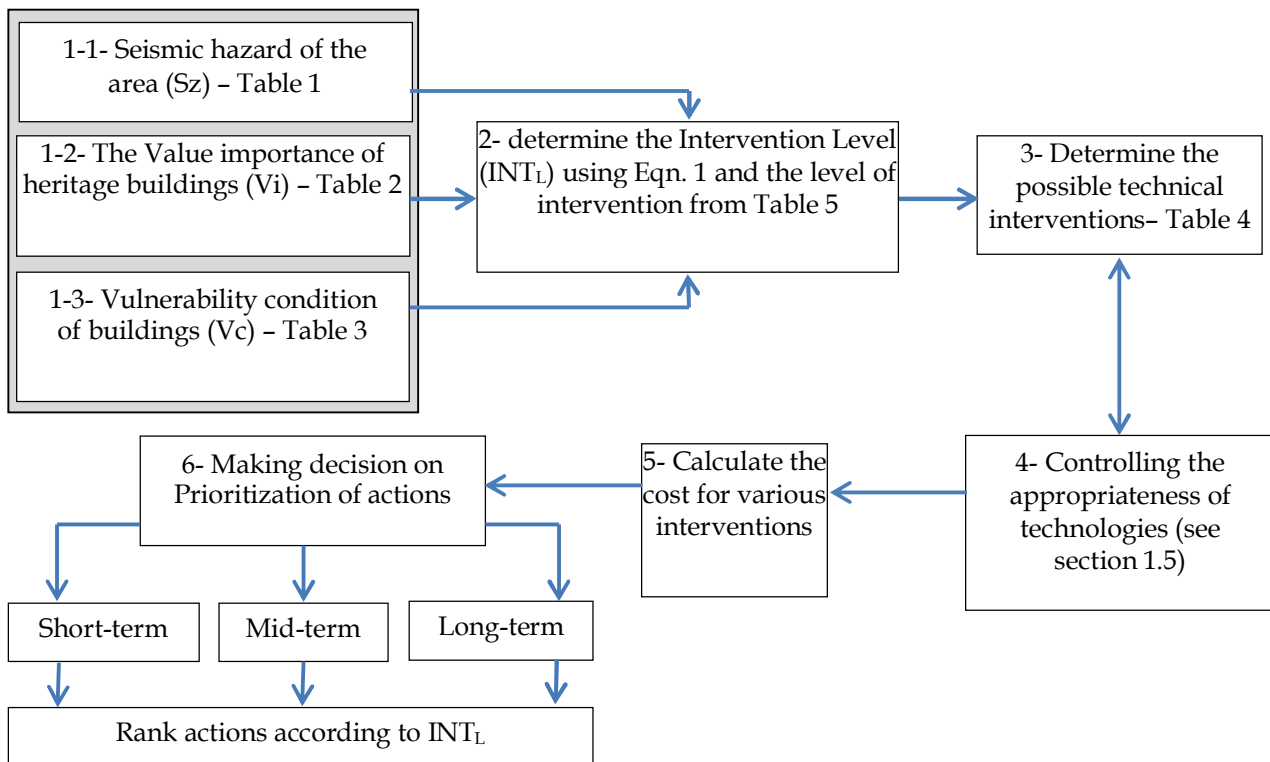 1-1- Seismic hazard of the
area (Sz) – Table 1
1-2- The Value importance of
heritage buildings (Vi) – Table 2
1-3- Vulnerability condition
of buildings (Vc) – Table 3
2- determine the Intervention Level
(INTL) using Eqn. 1 and the level of
intervention from Table 5
3- Determine the
possible technical
interventions– Table 4
4- Controlling the
appropriateness of
technologies (see
section 1.5)
5- Calculate the
cost for various
interventions
6- Making decision on
Prioritization of actions
Short-term
Mid-term
Long-term
Rank actions according to INTL